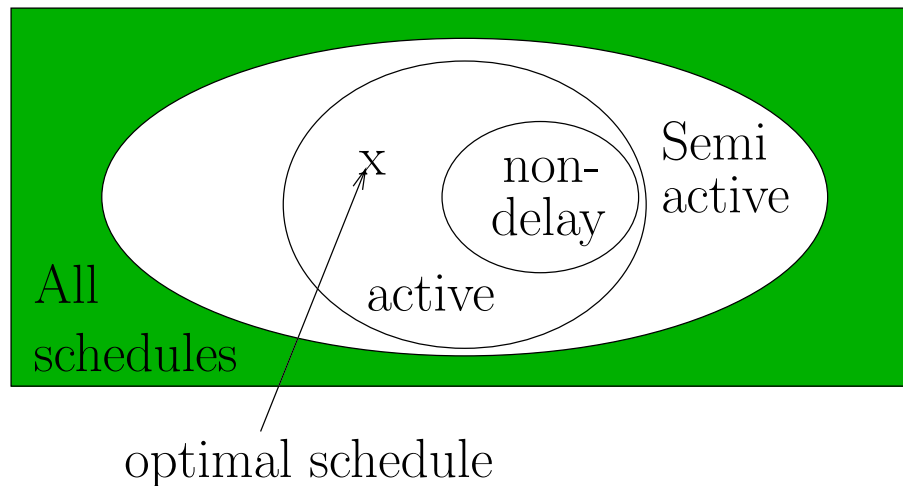 Semi
active
non-
delay
x
active
All
schedules
optimal schedule